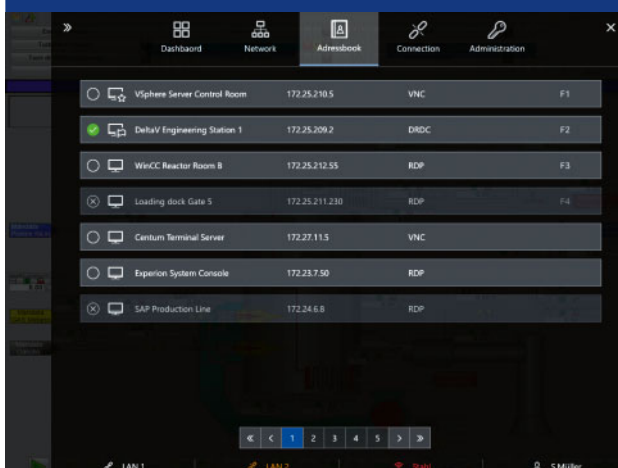 Dashbaord Network Adressbook Connection Administration
VSphere Server Control Room 172.25.210.5 VNC F1
DeltaV Engineering Station 1 172.25.209.2 DRDC F2
WinCC Reactor Room B 172.25.212.55 RDP F3
Loading dock Gate 5 172.25.211.230 RDP F4
Centum Terminal Server 172.27.11.5 VNC
Experion System Console 172.23.7.50 RDP
SAP Production Line 172.24.6.8 RDP
« < 1 2 3 4 5 > »
LAN 1 LAN 2 Stahl S.Müller